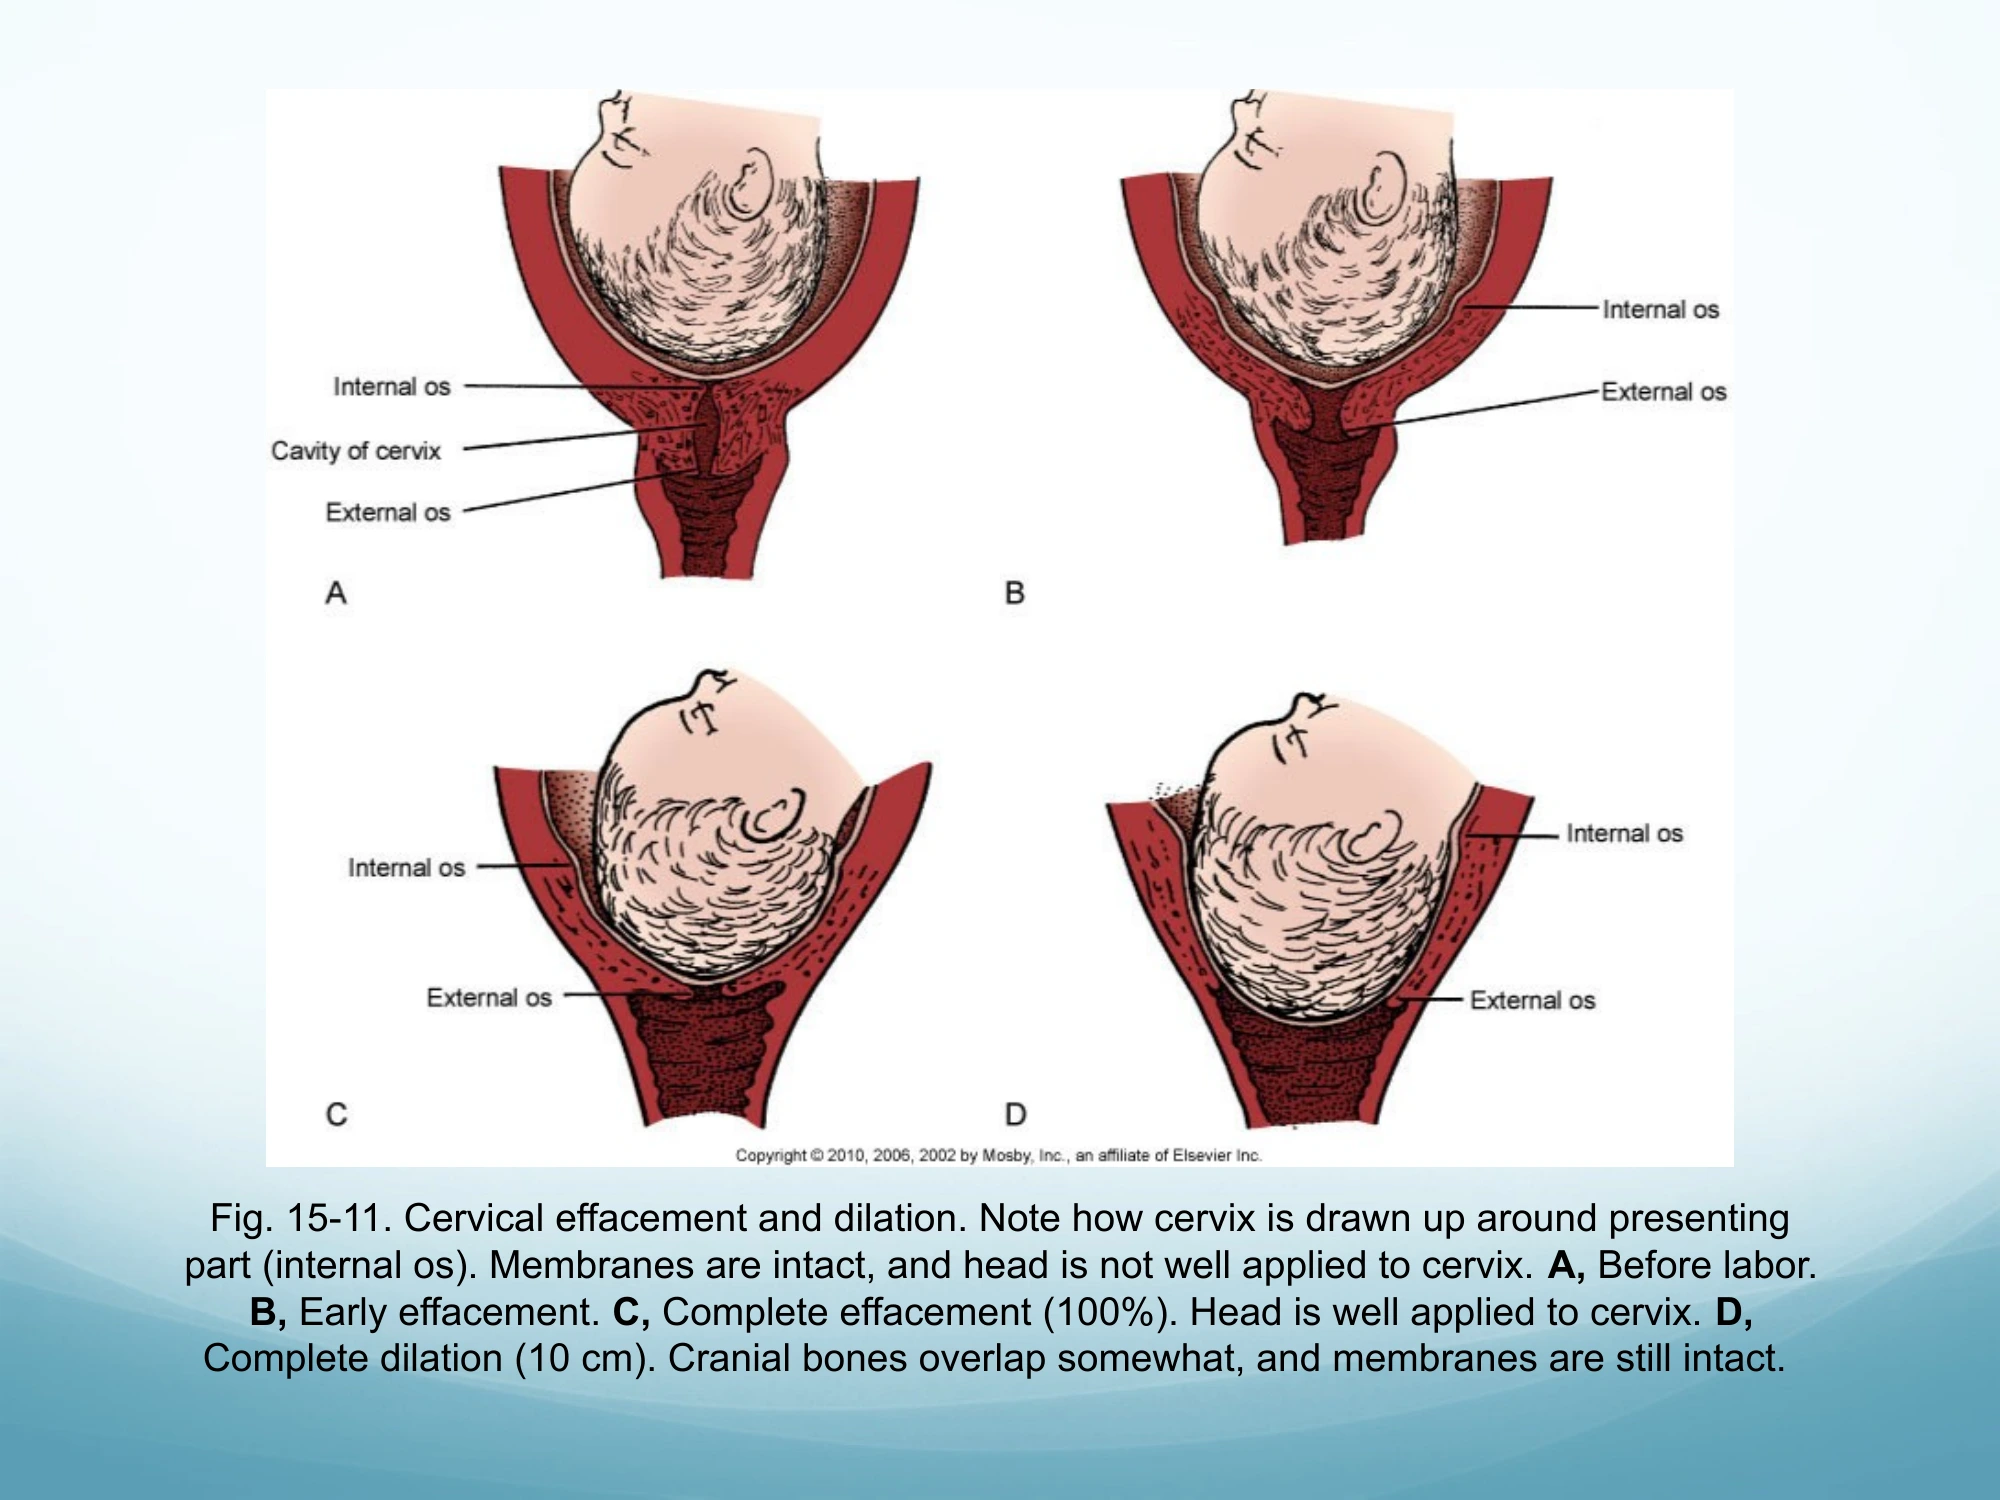 Internal os
Cavity of cervix
External os
A
Internal os
External os
B
Internal os
External os
C
Internal os
External os
D
Copyright © 2010, 2006, 2002 by Mosby, Inc., an affiliate of Elsevier Inc.
Fig. 15-11. Cervical effacement and dilation. Note how cervix is drawn up around presenting
part (internal os). Membranes are intact, and head is not well applied to cervix. A, Before labor.
B, Early effacement. C, Complete effacement (100%). Head is well applied to cervix. D,
Complete dilation (10 cm). Cranial bones overlap somewhat, and membranes are still intact.